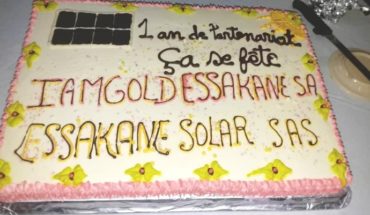 1 an de Partenariat
Ça se fête
IAMGOLD ESSAKANE SA
ESSAKANE SOLAR SAS